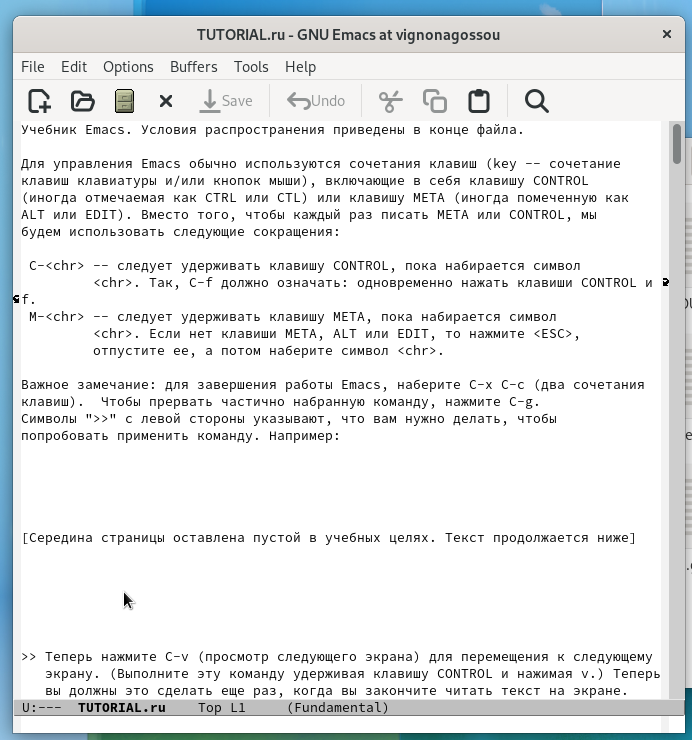 TUTORIAL.ru - GNU Emacs at vignonagossou
File Edit Options Buffers Tools Help
Save Undo
Учебник Emacs. Условия распространения приведены в конце файла.
Для управления Emacs обычно используются сочетания клавиш (key -- сочетание
клавиш клавиатуры и/или кнопок мыши), включающие в себя клавишу CONTROL
(иногда отмечаемая как CTRL или CTL) или клавишу META (иногда помеченную как
ALT или EDIT). Вместо того, чтобы каждый раз писать META или CONTROL, мы
будем использовать следующие сокращения:
C-<chr> -- следует удерживать клавишу CONTROL, пока набирается символ
<chr>. Так, C-f должно означать: одновременно нажать клавиши CONTROL и
f.
M-<chr> -- следует удерживать клавишу META, пока набирается символ
<chr>. Если нет клавиши META, ALT или EDIT, то нажмите <ESC>,
отпустите ее, а потом наберите символ <chr>.
Важное замечание: для завершения работы Emacs, наберите C-x C-c (два сочетания
клавиш).  Чтобы прервать частично набранную команду, нажмите C-g.
Символы ">>" с левой стороны указывают, что вам нужно делать, чтобы
попробовать применить команду. Например:
[Середина страницы оставлена пустой в учебных целях. Текст продолжается ниже]
>> Теперь нажмите C-v (просмотр следующего экрана) для перемещения к следующему
экрану. (Выполните эту команду удерживая клавишу CONTROL и нажимая v.) Теперь
вы должны это сделать еще раз, когда вы закончите читать текст на экране.
U:---  TUTORIAL.ru    Top L1     (Fundamental)